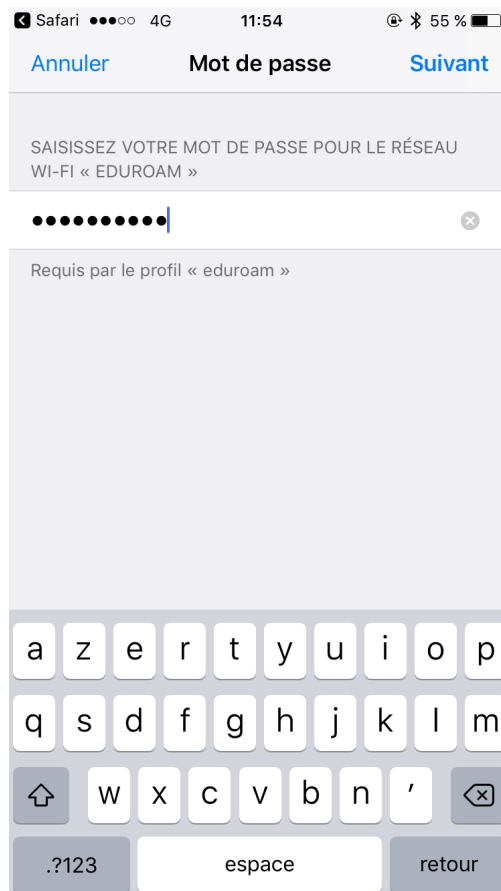 Safari 4G 11:54 55 %
Annuler Mot de passe Suivant
SAISISSEZ VOTRE MOT DE PASSE POUR LE RÉSEAU
WI-FI « EDUROAM »
••••••••••
Requis par le profil « eduroam »
a z e r t y u i o p
q s d f g h j k l m
w x c v b n ’
.?123 espace retour